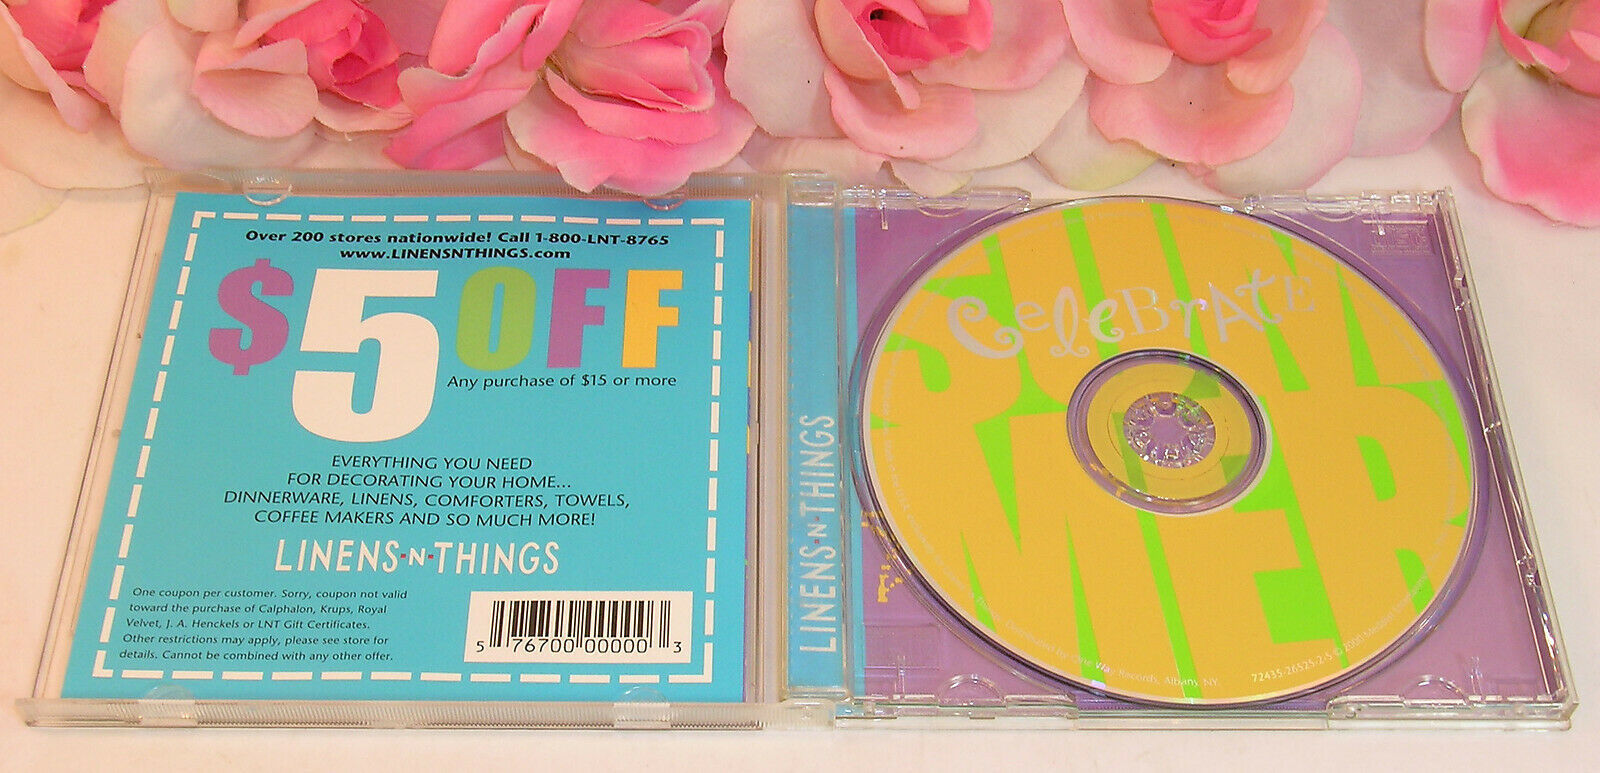 Over 200 stores nationwide! Call 1-800-LNT-8765
www.LINENSNTHINGS.com
$5 OFF
Any purchase of $15 or more
EVERYTHING YOU NEED
FOR DECORATING YOUR HOME...
DINNERWARE, LINENS, COMFORTERS, TOWELS,
COFFEE MAKERS AND SO MUCH MORE!
LINENS-N-THINGS
One coupon per customer. Sorry, coupon not valid
toward the purchase of Calphalon, Krups, Royal
Velvet, J. A. Henckels or LNT Gift Certificates.
Other restrictions may apply, please see store for
details. Cannot be combined with any other offer.
5 76700 00000 3
LINENS-N-THINGS
CELEBRATE
SUM
MER
Distributed by One Way Records, Albany, NY.
72435-26525-2-5 © 2000